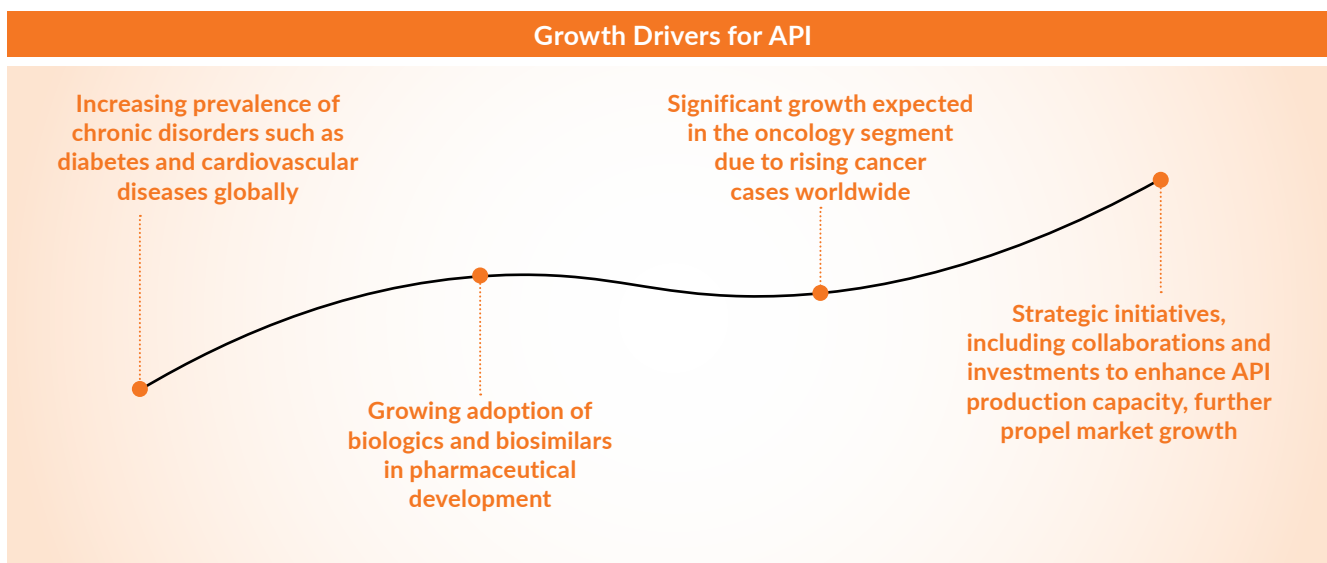 Growth Drivers for API
Increasing prevalence of
chronic disorders such as
diabetes and cardiovascular
diseases globally
Growing adoption of
biologics and biosimilars
in pharmaceutical
development
Significant growth expected
in the oncology segment
due to rising cancer
cases worldwide
Strategic initiatives,
including collaborations and
investments to enhance API
production capacity, further
propel market growth